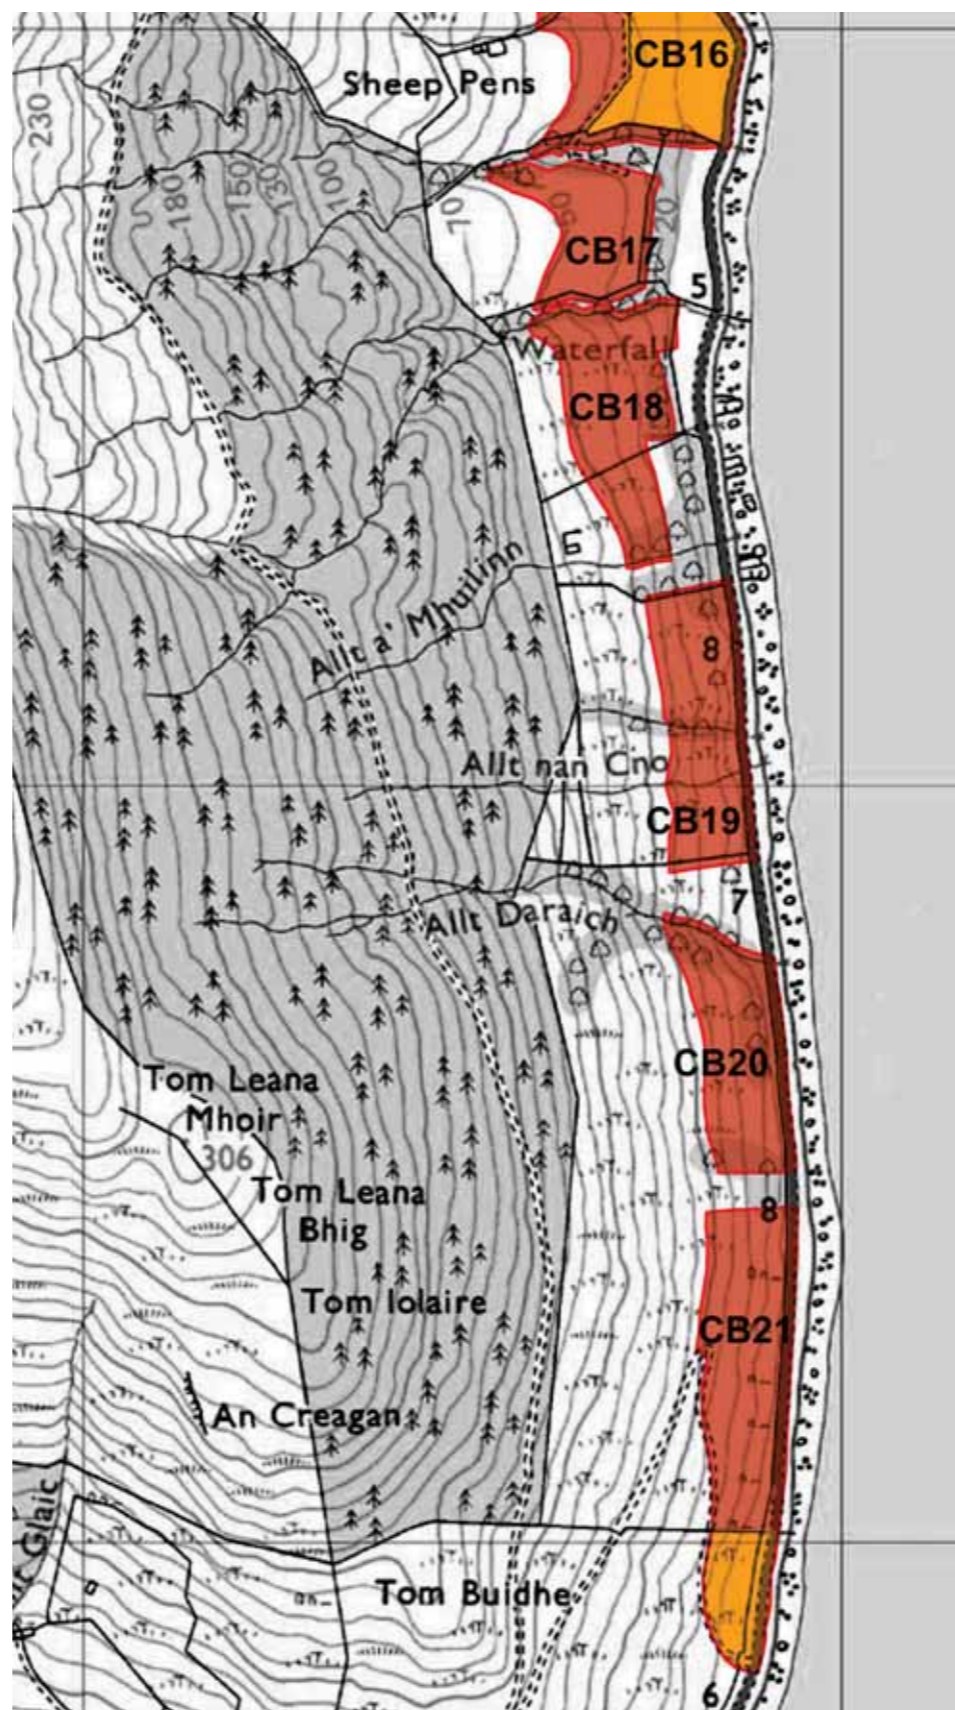 CB16
Sheep Pens
230
180
150
130
100
70
50
20
CB17
5
Waterfall
CB18
Allt a' Mhuilinn
8
Allt nan Cno
CB19
7
Allt Daraich
CB20
Tom Leana
Mhoir
306
Tom Leana
Bhig
8
Tom Iolaire
CB21
An Creagan
Glaic
Tom Buidhe
6